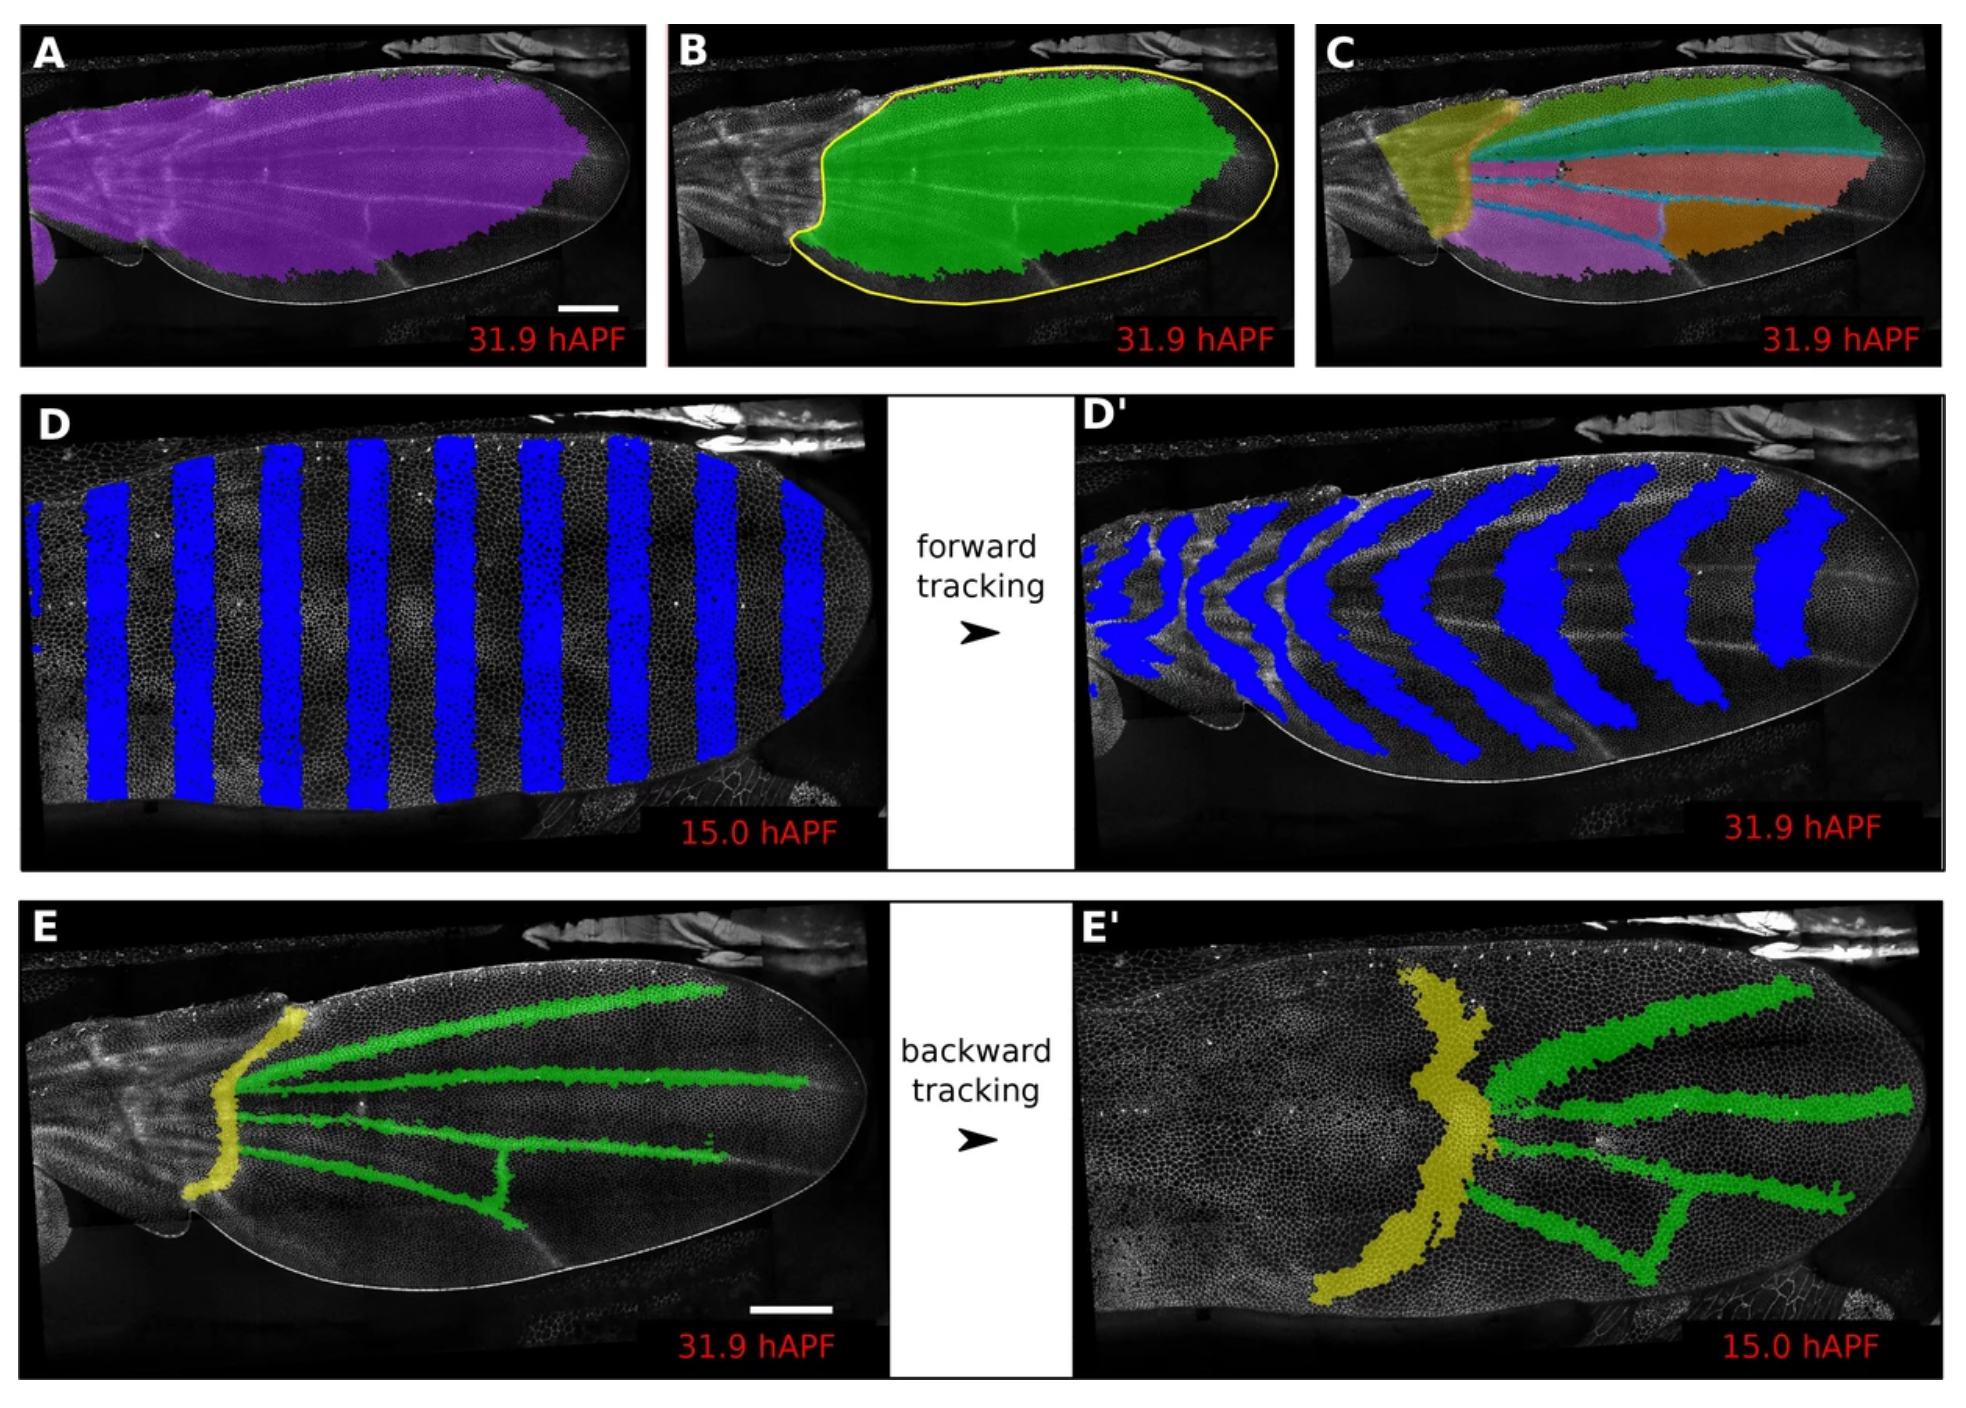 A
31.9 hAPF
B
31.9 hAPF
C
31.9 hAPF
D
15.0 hAPF
forward
tracking
D'
31.9 hAPF
E
31.9 hAPF
backward
tracking
E'
15.0 hAPF